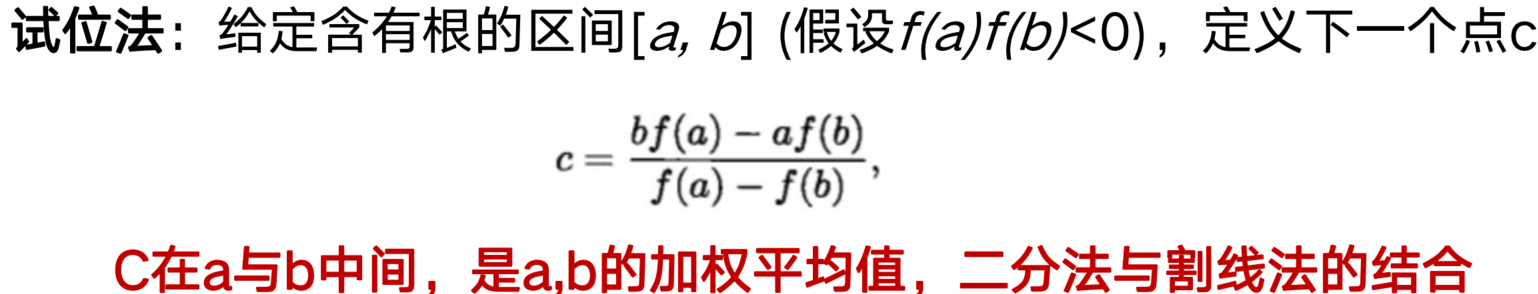 试位法：给定含有根的区间[a, b] (假设f(a)f(b)<0)，定义下一个点c
c = \frac{bf(a) - af(b)}{f(a) - f(b)},
C在a与b中间，是a,b的加权平均值，二分法与割线法的结合